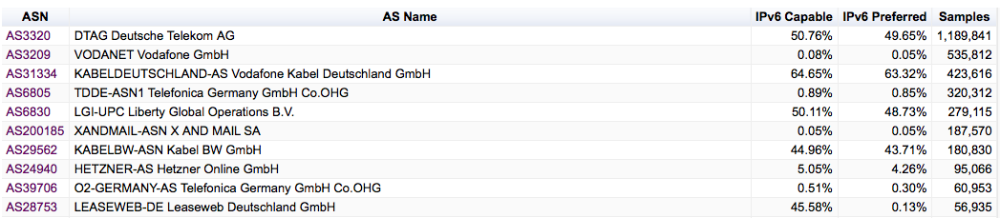 ASN AS Name IPv6 Capable IPv6 Preferred Samples
AS3320 DTAG Deutsche Telekom AG 50.76% 49.65% 1,189,841
AS3209 VODANET Vodafone GmbH 0.08% 0.05% 535,812
AS31334 KABELDEUTSCHLAND-AS Vodafone Kabel Deutschland GmbH 64.65% 63.32% 423,616
AS6805 TDDE-ASN1 Telefonica Germany GmbH Co.OHG 0.89% 0.85% 320,312
AS6830 LGI-UPC Liberty Global Operations B.V. 50.11% 48.73% 279,115
AS200185 XANDMAIL-ASN X AND MAIL SA 0.05% 0.05% 187,570
AS29562 KABELBW-ASN Kabel BW GmbH 44.96% 43.71% 180,830
AS24940 HETZNER-AS Hetzner Online GmbH 5.05% 4.26% 95,066
AS39706 O2-GERMANY-AS Telefonica Germany GmbH Co.OHG 0.51% 0.30% 60,953
AS28753 LEASEWEB-DE Leaseweb Deutschland GmbH 45.58% 0.13% 56,935